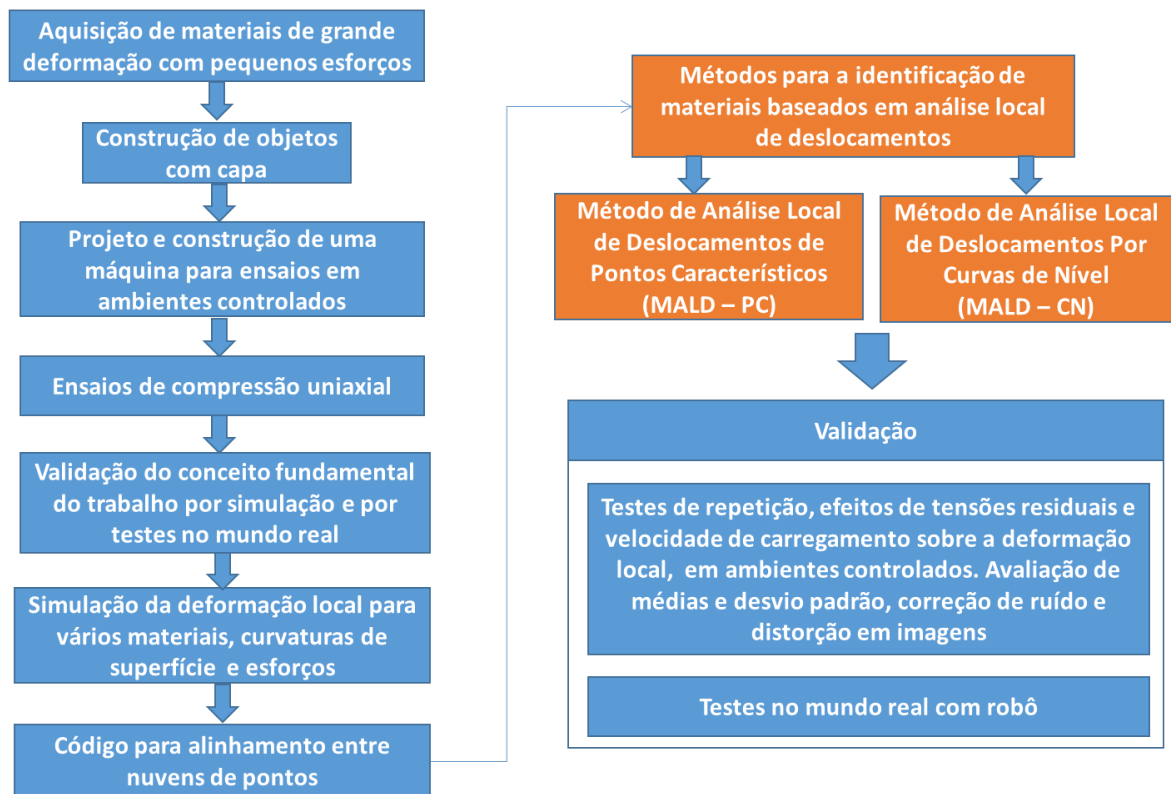 Aquisição de materiais de grande
deformação com pequenos esforços
Construção de objetos
com capa
Projeto e construção de uma
máquina para ensaios em
ambientes controlados
Ensaios de compressão uniaxial
Validação do conceito fundamental
do trabalho por simulação e por
testes no mundo real
Simulação da deformação local para
vários materiais, curvaturas de
superfície e esforços
Código para alinhamento entre
nuvens de pontos
Métodos para a identificação de
materiais baseados em análise local
de deslocamentos
Método de Análise Local
de Deslocamentos de
Pontos Característicos
(MALD – PC)
Método de Análise Local
de Deslocamentos Por
Curvas de Nível
(MALD – CN)
Validação
Testes de repetição, efeitos de tensões residuais e
velocidade de carregamento sobre a deformação
local, em ambientes controlados. Avaliação de
médias e desvio padrão, correção de ruído e
distorção em imagens
Testes no mundo real com robô